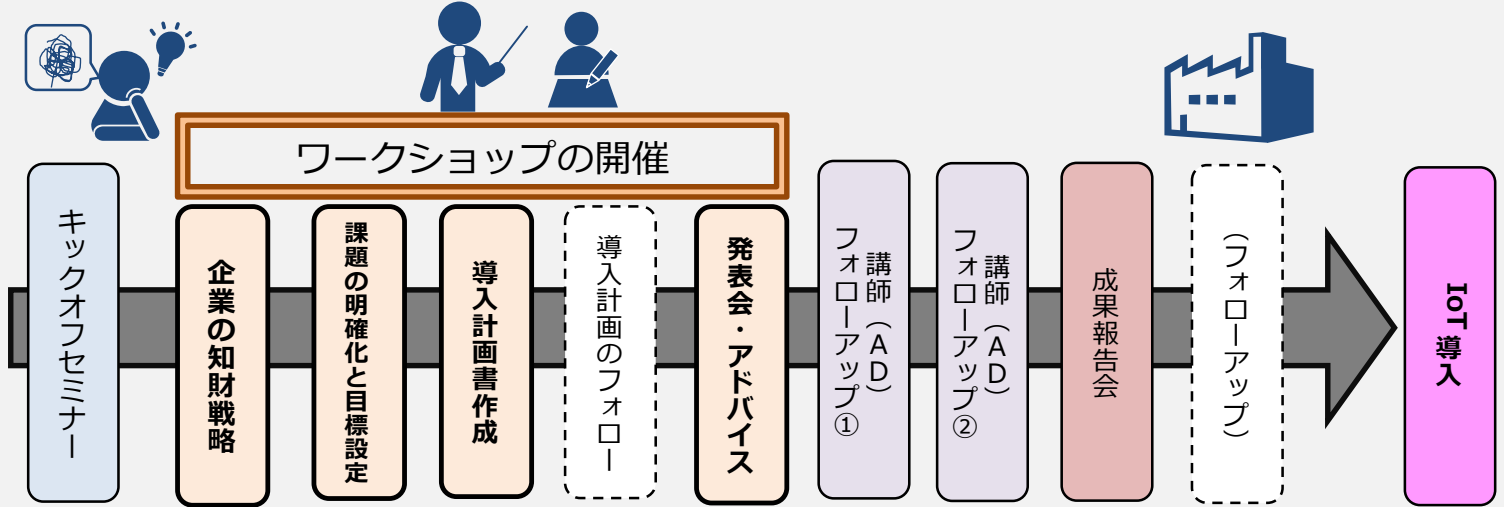 ワークショップの開催
キックオフセミナー
企業の知財戦略
課題の明確化と目標設定
導入計画書作成
導入計画のフォロー
発表会・アドバイス
講師（AD）
フォローアップ①
講師（AD）
フォローアップ②
成果報告会
（フォローアップ）
IoT 導入